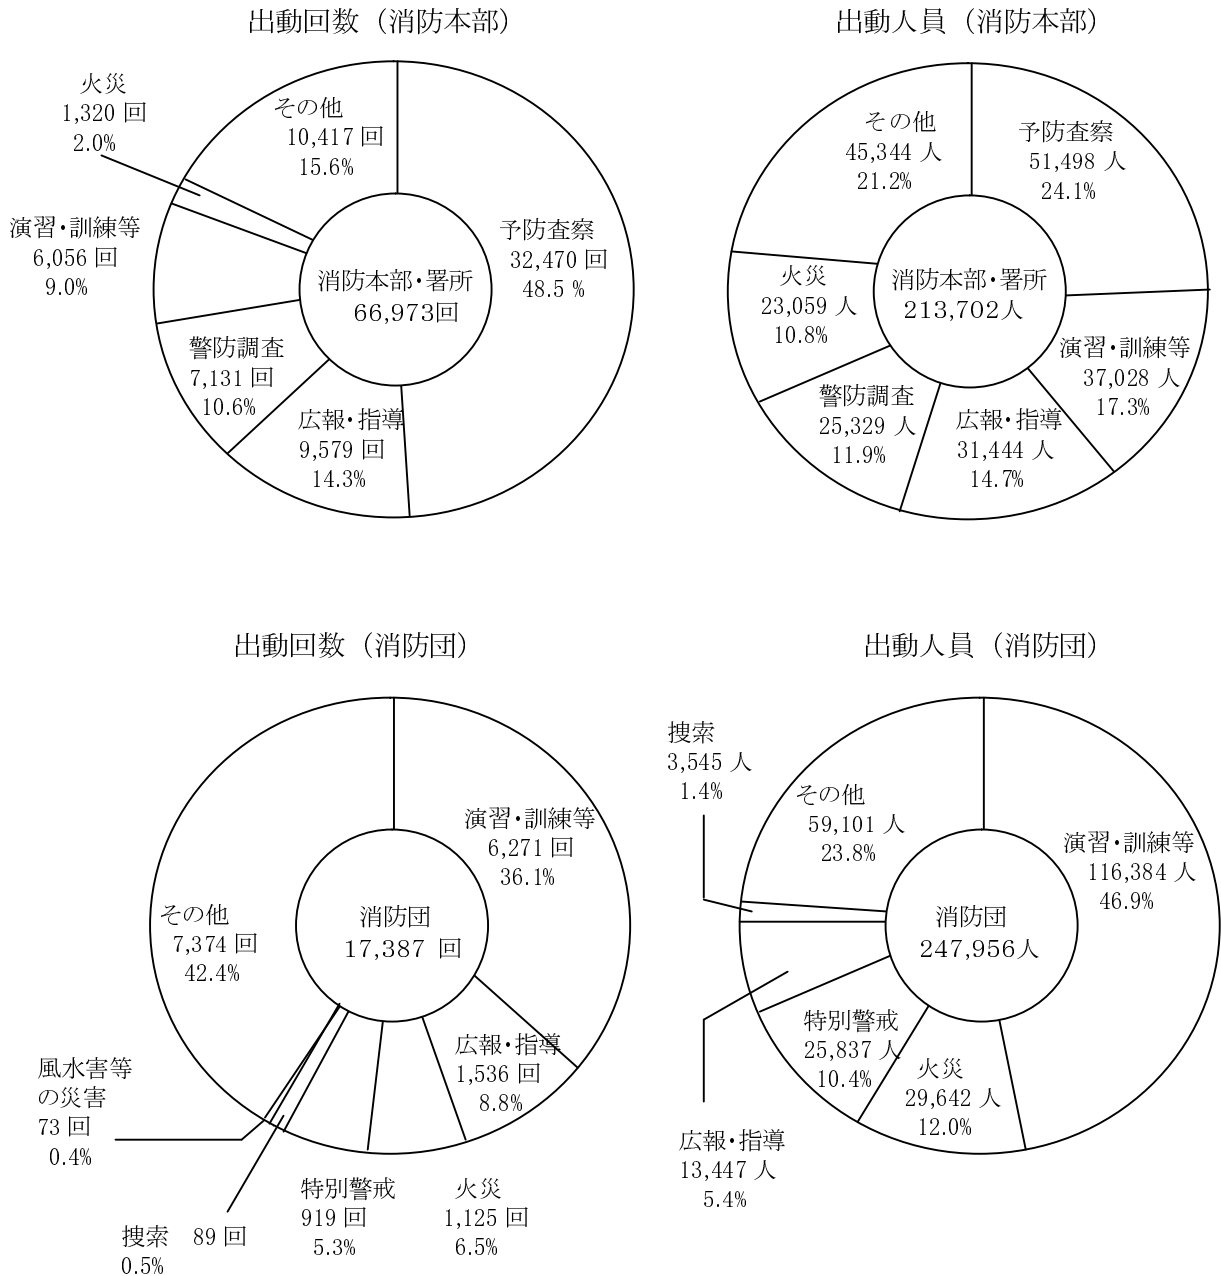 出動回数（消防本部）
火災
1,320 回
2.0%
その他
10,417 回
15.6%
演習・訓練等
6,056 回
9.0%
予防査察
32,470 回
48.5 %
消防本部・署所
66,973回
警防調査
7,131 回
10.6%
広報・指導
9,579 回
14.3%
出動人員（消防本部）
その他
45,344 人
21.2%
予防査察
51,498 人
24.1%
火災
23,059 人
10.8%
消防本部・署所
213,702人
演習・訓練等
37,028 人
17.3%
警防調査
25,329 人
11.9%
広報・指導
31,444 人
14.7%
出動回数（消防団）
演習・訓練等
6,271 回
36.1%
その他
7,374 回
42.4%
消防団
17,387 回
広報・指導
1,536 回
8.8%
風水害等
の災害
73 回
0.4%
特別警戒
919 回
5.3%
火災
1,125 回
6.5%
捜索 89 回
0.5%
出動人員（消防団）
捜索
3,545 人
1.4%
その他
59,101 人
23.8%
演習・訓練等
116,384 人
46.9%
消防団
247,956人
特別警戒
25,837 人
10.4%
火災
29,642 人
12.0%
広報・指導
13,447 人
5.4%